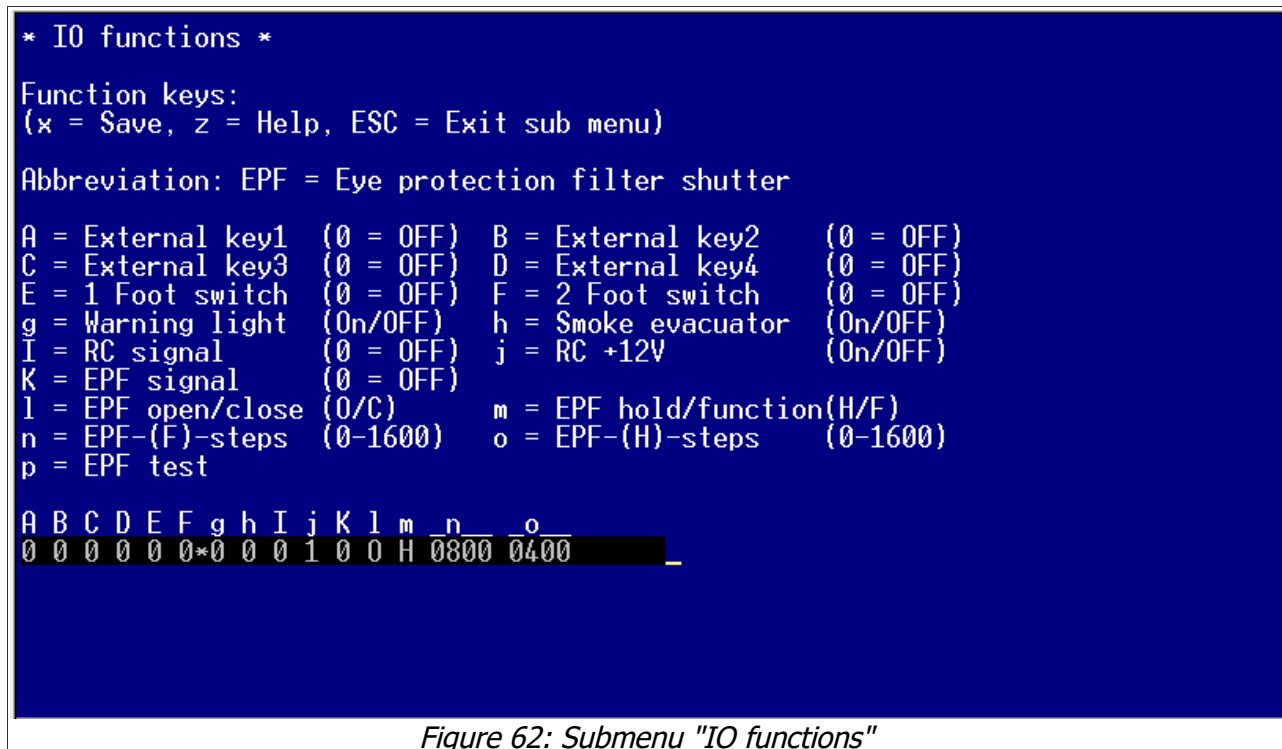 * IO functions *
Function keys:
(x = Save, z = Help, ESC = Exit sub menu)
Abbreviation: EPF = Eye protection filter shutter
A = External key1 (0 = OFF) B = External key2 (0 = OFF)
C = External key3 (0 = OFF) D = External key4 (0 = OFF)
E = 1 Foot switch (0 = OFF) F = 2 Foot switch (0 = OFF)
g = Warning light (On/OFF) h = Smoke evacuator (On/OFF)
I = RC signal (0 = OFF) j = RC +12V (On/OFF)
K = EPF signal (0 = OFF)
l = EPF open/close (O/C) m = EPF hold/function(H/F)
n = EPF-(F)-steps (0-1600) o = EPF-(H)-steps (0-1600)
p = EPF test
A B C D E F g h I j K l m _n__ _o__
0 0 0 0 0 0*0 0 0 1 0 O H 0800 0400 _
Figure 62: Submenu "IO functions"